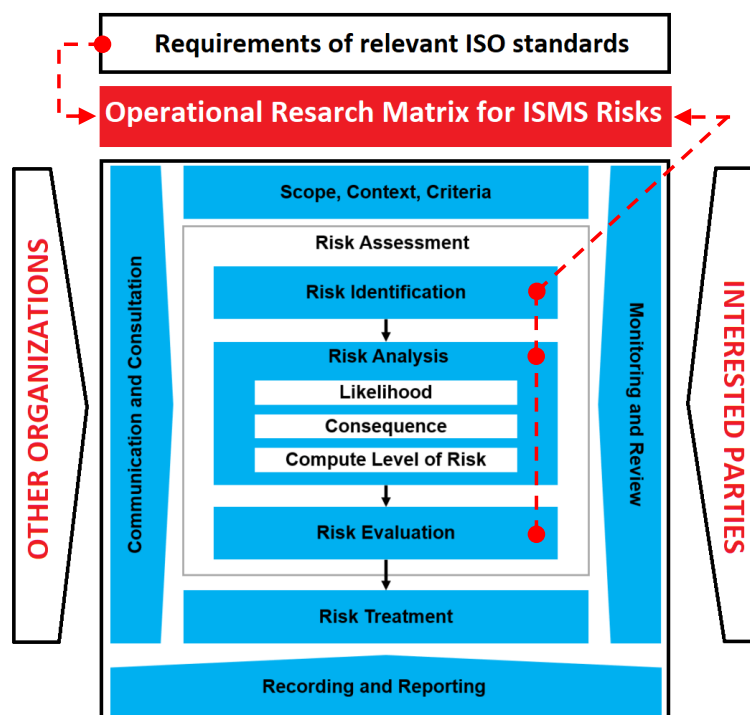 Requirements of relevant ISO standards
Operational Resarch Matrix for ISMS Risks
OTHER ORGANIZATIONS
Communication and Consultation
Scope, Context, Criteria
Risk Assessment
Risk Identification
Risk Analysis
Likelihood
Consequence
Compute Level of Risk
Risk Evaluation
Risk Treatment
Monitoring and Review
INTERESTED PARTIES
Recording and Reporting